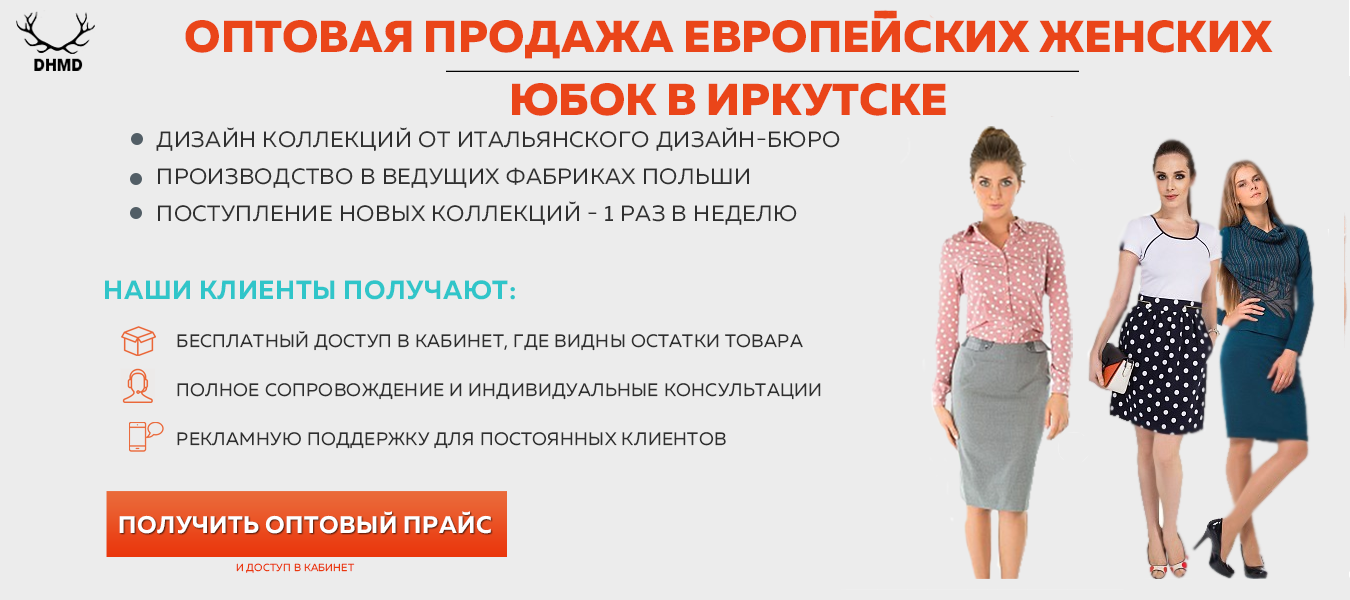 DHMD
ОПТОВАЯ ПРОДАЖА ЕВРОПЕЙСКИХ ЖЕНСКИХ
ЮБОК В ИРКУТСКЕ
ДИЗАЙН КОЛЛЕКЦИЙ ОТ ИТАЛЬЯНСКОГО ДИЗАЙН-БЮРО
ПРОИЗВОДСТВО В ВЕДУЩИХ ФАБРИКАХ ПОЛЬШИ
ПОСТУПЛЕНИЕ НОВЫХ КОЛЛЕКЦИЙ - 1 РАЗ В НЕДЕЛЮ
НАШИ КЛИЕНТЫ ПОЛУЧАЮТ:
БЕСПЛАТНЫЙ ДОСТУП В КАБИНЕТ, ГДЕ ВИДНЫ ОСТАТКИ ТОВАРА
ПОЛНОЕ СОПРОВОЖДЕНИЕ И ИНДИВИДУАЛЬНЫЕ КОНСУЛЬТАЦИИ
РЕКЛАМНУЮ ПОДДЕРЖКУ ДЛЯ ПОСТОЯННЫХ КЛИЕНТОВ
ПОЛУЧИТЬ ОПТОВЫЙ ПРАЙС
И ДОСТУП В КАБИНЕТ